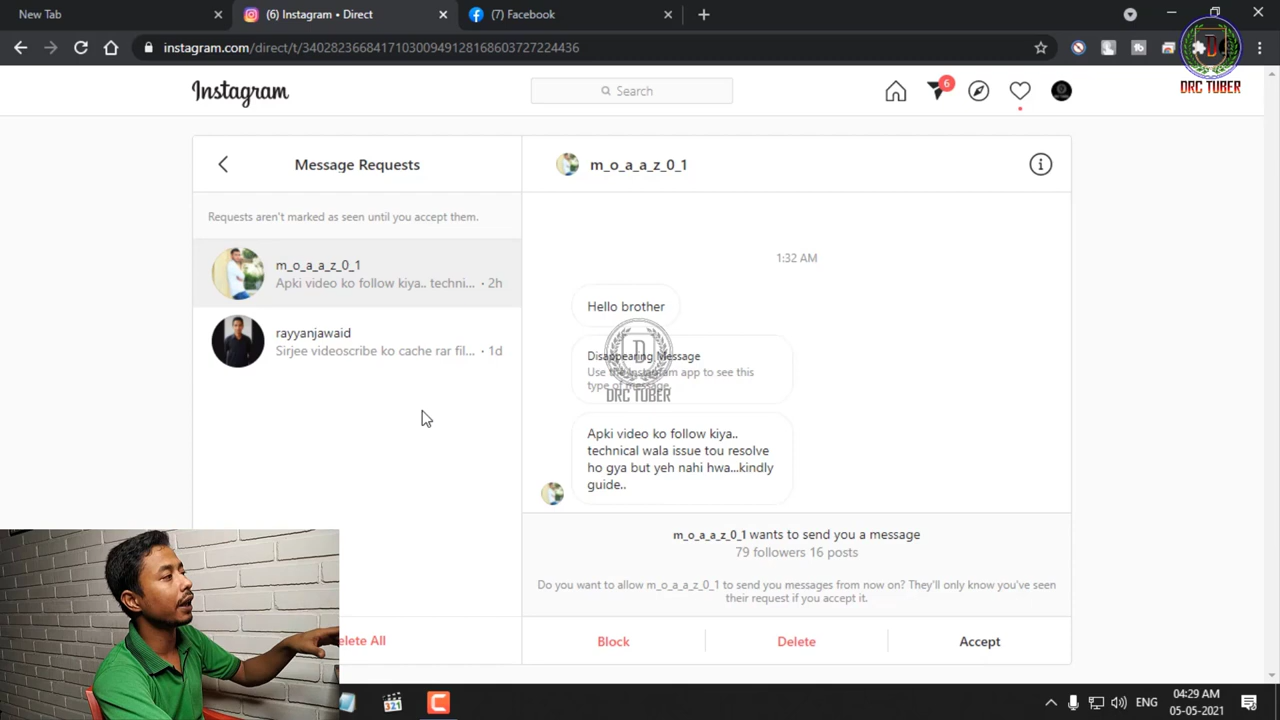 New Tab
(6) Instagram • Direct
(7) Facebook
instagram.com/direct/t/340282366841710300949128168603727224436
D
DRC TUBER
Instagram
Search
6
Message Requests
m_o_a_a_z_0_1
Requests aren't marked as seen until you accept them.
m_o_a_a_z_0_1
Apki video ko follow kiya.. techni... · 2h
rayyanjawaid
Sirjee videoscribe ko cache rar fil... · 1d
1:32 AM
Hello brother
Disappearing Message
Use the Instagram app to see this
type of message.
D
DRC TUBER
Apki video ko follow kiya..
technical wala issue tou resolve
ho gya but yeh nahi hwa...kindly
guide..
m_o_a_a_z_0_1 wants to send you a message
79 followers 16 posts
Do you want to allow m_o_a_a_z_0_1 to send you messages from now on? They'll only know you've seen
their request if you accept it.
elete All
Block
Delete
Accept
321
ENG
04:29 AM
05-05-2021